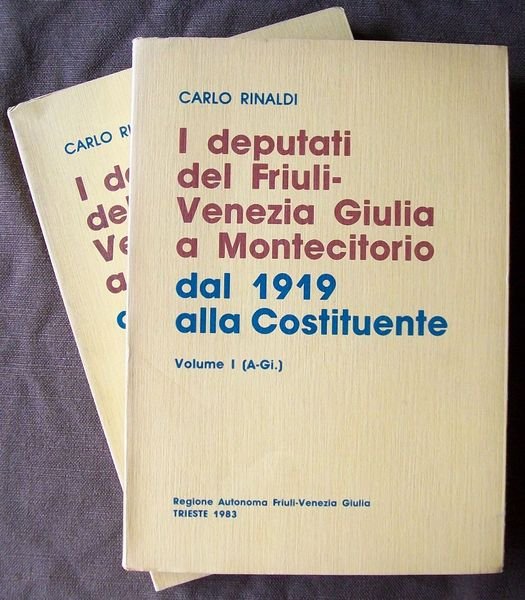 CARLO RINALDI
I deputati
del Friuli-
Venezia Giulia
a Montecitorio
dal 1919
alla Costituente
Volume I (A-Gi.)
Regione Autonoma Friuli-Venezia Giulia
TRIESTE 1983
CARLO
I